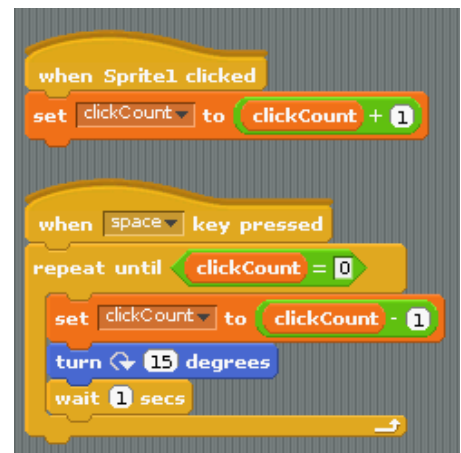 when Sprite1 clicked
set clickCount to clickCount + 1
when space key pressed
repeat until clickCount = 0
set clickCount to clickCount - 1
turn 15 degrees
wait 1 secs